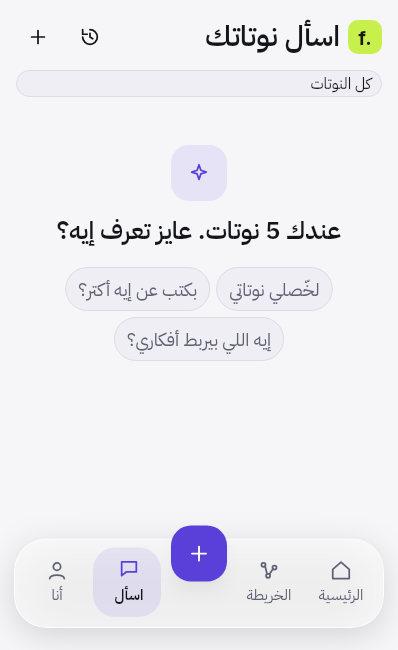 f.
اسأل نوتاتك
كل النوتات
عندك 5 نوتات. عايز تعرف إيه؟
لخّصلي نوتاتي
بكتب عن إيه أكتر؟
إيه اللي بيربط أفكاري؟
الرئيسية
الخريطة
اسأل
أنا